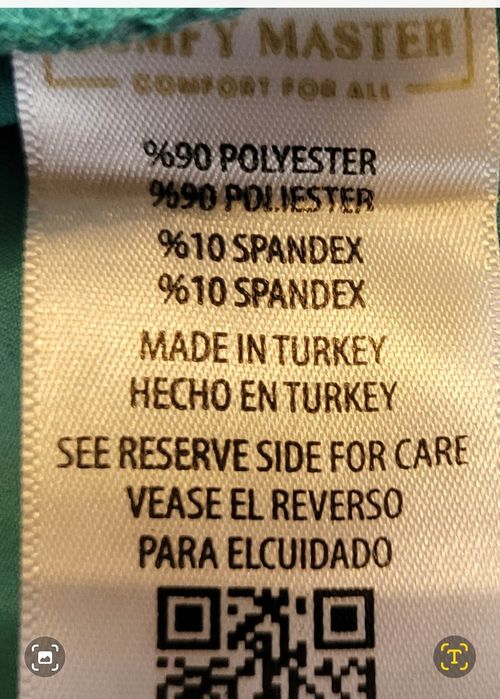 COMFY MASTER
COMFORT FOR ALL
%90 POLYESTER
%90 POLIESTER
%10 SPANDEX
%10 SPANDEX
MADE IN TURKEY
HECHO EN TURKEY
SEE RESERVE SIDE FOR CARE
VEASE EL REVERSO
PARA ELCUIDADO
T